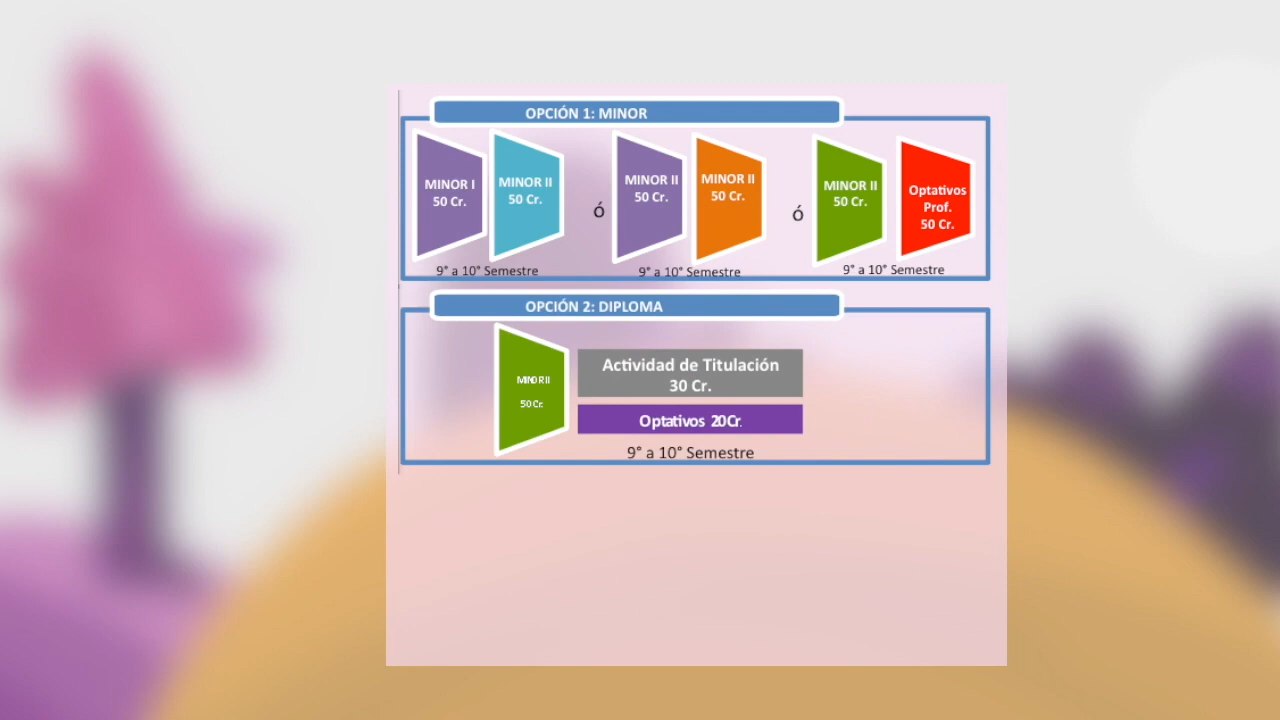 OPCIÓN 1: MINOR
MINOR I
50 Cr.
MINOR II
50 Cr.
ó
MINOR II
50 Cr.
MINOR II
50 Cr.
ó
MINOR II
50 Cr.
Optativos
Prof.
50 Cr.
9° a 10° Semestre
9° a 10° Semestre
9° a 10° Semestre
OPCIÓN 2: DIPLOMA
MINOR II
50 Cr.
Actividad de Titulación
30 Cr.
Optativos 20Cr.
9° a 10° Semestre